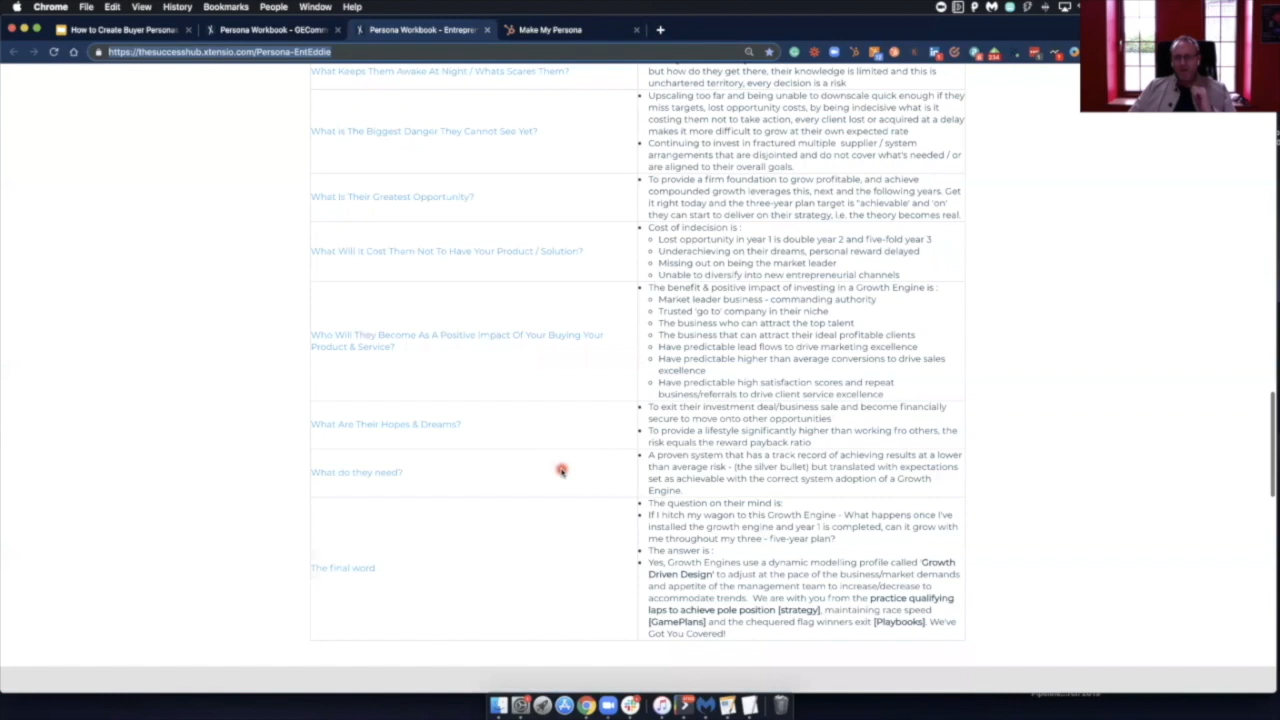 Chrome File Edit View History Bookmarks People Window Help
How to Create Buyer Persona
Persona Workbook - GEComm
Persona Workbook - Entrepre
Make My Persona
https://thesuccesshub.xtensio.com/Persona-EntEddie
What Keeps Them Awake At Night / Whats Scares Them?
but how do they get there, their knowledge is limited and this is
unchartered territory, every decision is a risk
What is The Biggest Danger They Cannot See Yet?
Upscaling too far and being unable to downscale quick enough if they
miss targets, lost opportunity costs, by being indecisive what is it
costing them not to take action, every client lost or acquired at a delay
makes it more difficult to grow at their own expected rate
Continuing to invest in fractured multiple supplier / system
arrangements that are disjointed and do not cover what's needed / or
are aligned to their overall goals.
What Is Their Greatest Opportunity?
To provide a firm foundation to grow profitable, and achieve
compounded growth leverages this, next and the following years. Get
it right today and the three-year plan target is "achievable' and 'on'
they can start to deliver on their strategy, i.e. the theory becomes real.
What Will It Cost Them Not To Have Your Product / Solution?
Cost of indecision is :
Lost opportunity in year 1 is double year 2 and five-fold year 3
Underachieving on their dreams, personal reward delayed
Missing out on being the market leader
Unable to diversify into new entrepreneurial channels
Who Will They Become As A Positive Impact Of Your Buying Your
Product & Service?
The benefit & positive impact of investing in a Growth Engine is :
Market leader business - commanding authority
Trusted 'go to' company in their niche
The business who can attract the top talent
The business that can attract their ideal profitable clients
Have predictable lead flows to drive marketing excellence
Have predictable higher than average conversions to drive sales
excellence
Have predictable high satisfaction scores and repeat
business/referrals to drive client service excellence
What Are Their Hopes & Dreams?
To exit their investment deal/business sale and become financially
secure to move onto other opportunities
To provide a lifestyle significantly higher than working fro others, the
risk equals the reward payback ratio
What do they need?
A proven system that has a track record of achieving results at a lower
than average risk - (the silver bullet) but translated with expectations
set as achievable with the correct system adoption of a Growth
Engine.
The final word
The question on their mind is:
If I hitch my wagon to this Growth Engine - What happens once I've
installed the growth engine and year 1 is completed, can it grow with
me throughout my three - five-year plan?
The answer is :
Yes, Growth Engines use a dynamic modelling profile called 'Growth
Driven Design' to adjust at the pace of the business/market demands
and appetite of the management team to increase/decrease to
accommodate trends. We are with you from the practice qualifying
laps to achieve pole position [strategy], maintaining race speed
[GamePlans] and the chequered flag winners exit [Playbooks]. We've
Got You Covered!